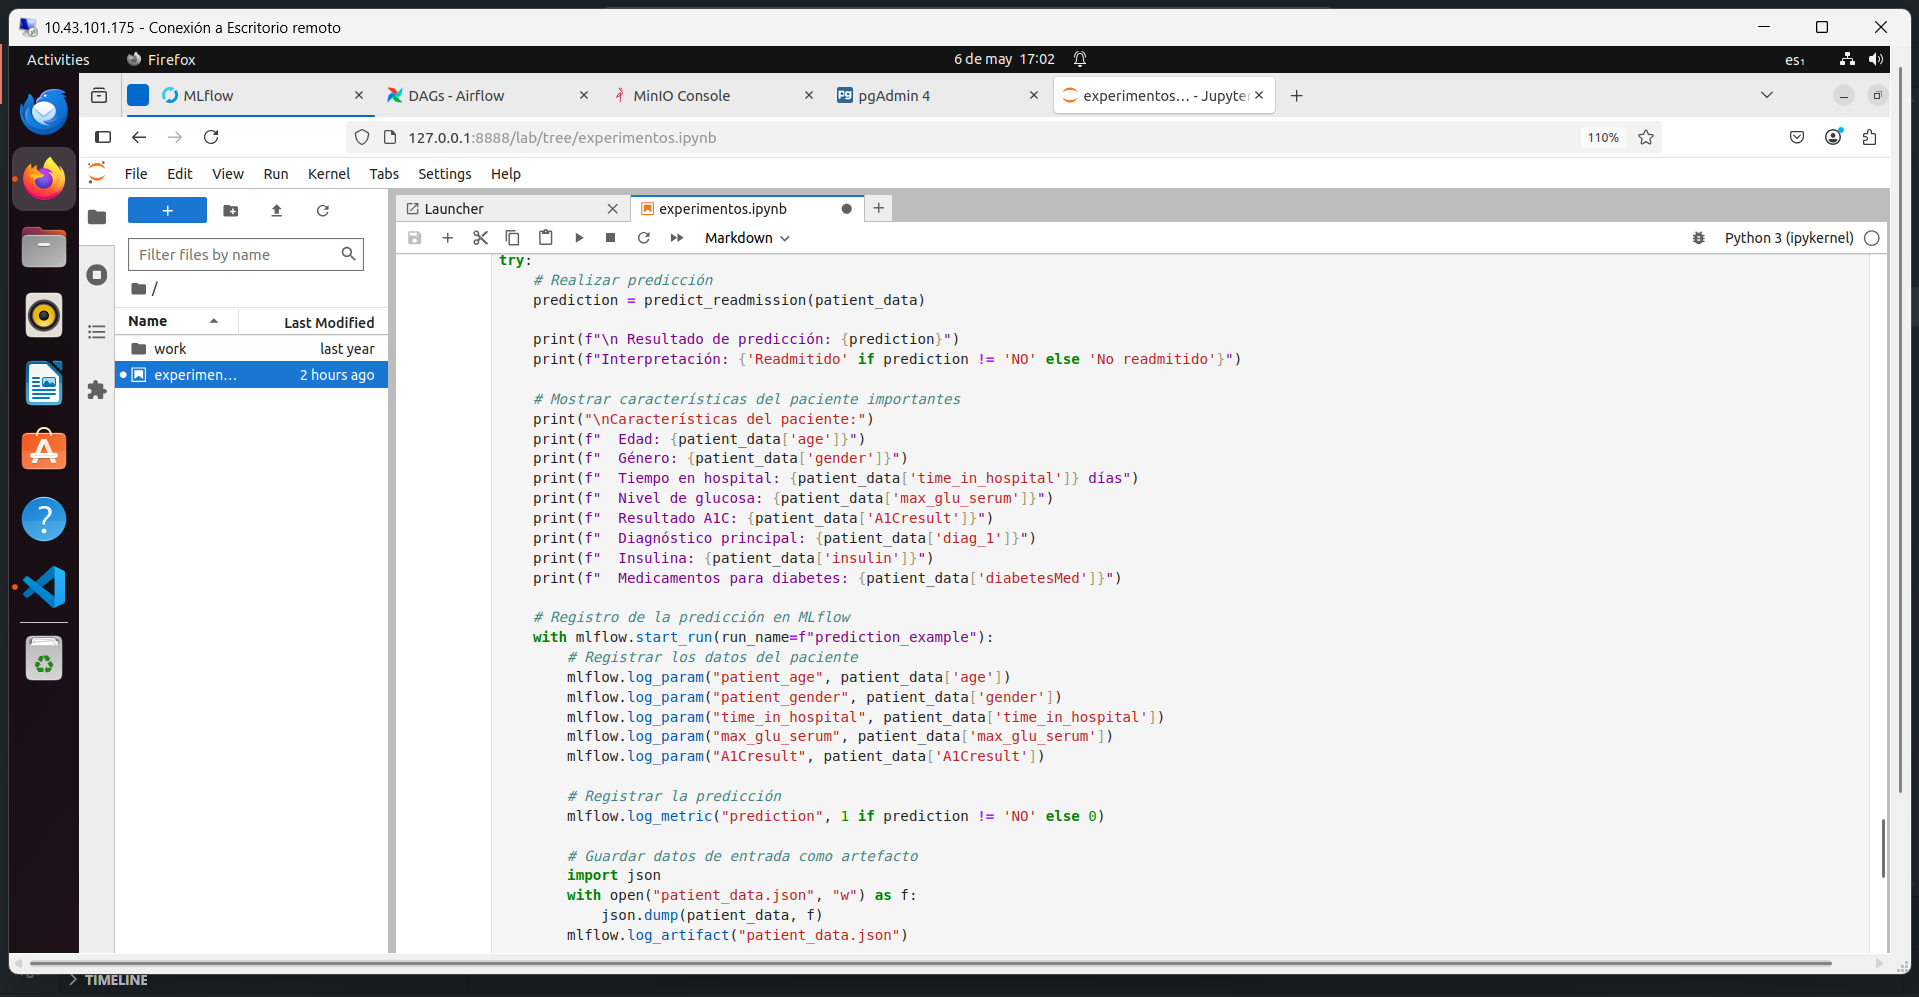 10.43.101.175 - Conexión a Escritorio remoto
Activities Firefox 6 de may 17:02 es₁
MLflow DAGs - Airflow MinIO Console pgAdmin 4 experimentos… - Jupyter
127.0.0.1:8888/lab/tree/experimentos.ipynb 110%
File Edit View Run Kernel Tabs Settings Help
Launcher experimentos.ipynb
Markdown Python 3 (ipykernel)
Filter files by name
/
Name Last Modified
work last year
experimen… 2 hours ago
try:
# Realizar predicción
prediction = predict_readmission(patient_data)
print(f"\n Resultado de predicción: {prediction}")
print(f"Interpretación: {'Readmitido' if prediction != 'NO' else 'No readmitido'}")
# Mostrar características del paciente importantes
print("\nCaracterísticas del paciente:")
print(f"  Edad: {patient_data['age']}")
print(f"  Género: {patient_data['gender']}")
print(f"  Tiempo en hospital: {patient_data['time_in_hospital']} días")
print(f"  Nivel de glucosa: {patient_data['max_glu_serum']}")
print(f"  Resultado A1C: {patient_data['A1Cresult']}")
print(f"  Diagnóstico principal: {patient_data['diag_1']}")
print(f"  Insulina: {patient_data['insulin']}")
print(f"  Medicamentos para diabetes: {patient_data['diabetesMed']}")
# Registro de la predicción en MLflow
with mlflow.start_run(run_name=f"prediction_example"):
# Registrar los datos del paciente
mlflow.log_param("patient_age", patient_data['age'])
mlflow.log_param("patient_gender", patient_data['gender'])
mlflow.log_param("time_in_hospital", patient_data['time_in_hospital'])
mlflow.log_param("max_glu_serum", patient_data['max_glu_serum'])
mlflow.log_param("A1Cresult", patient_data['A1Cresult'])
# Registrar la predicción
mlflow.log_metric("prediction", 1 if prediction != 'NO' else 0)
# Guardar datos de entrada como artefacto
import json
with open("patient_data.json", "w") as f:
json.dump(patient_data, f)
mlflow.log_artifact("patient_data.json")
TIMELINE